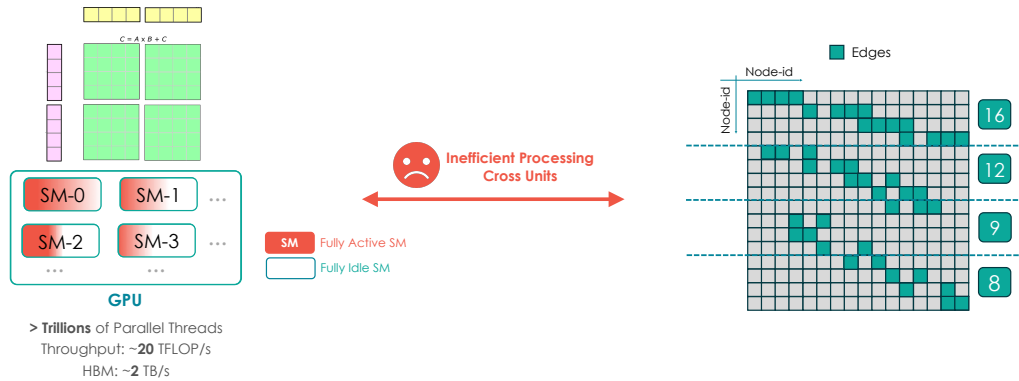 C = A x B + C
SM-0
SM-1
...
SM-2
SM-3
...
...
...
GPU
> Trillions of Parallel Threads
Throughput: ~20 TFLOP/s
HBM: ~2 TB/s
SM
Fully Active SM
Fully Idle SM
Inefficient Processing
Cross Units
Edges
Node-id
Node-id
16
12
9
8